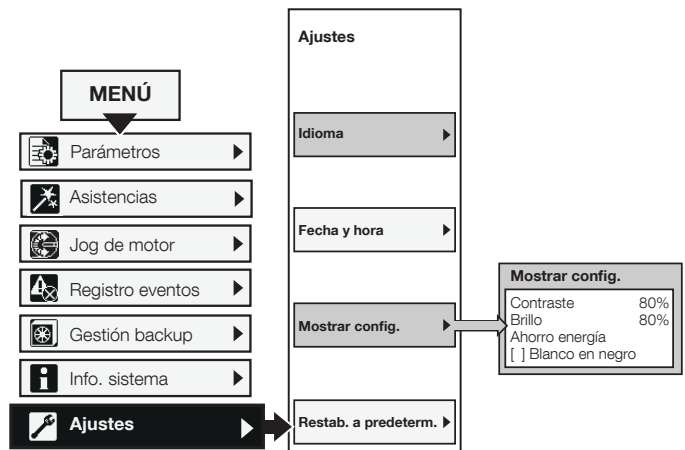 MENÚ
Parámetros
Asistencias
Jog de motor
Registro eventos
Gestión backup
Info. sistema
Ajustes
Ajustes
Idioma
Fecha y hora
Mostrar config.
Restab. a predeterm.
Mostrar config.
Contraste 80%
Brillo 80%
Ahorro energía
[ ] Blanco en negro